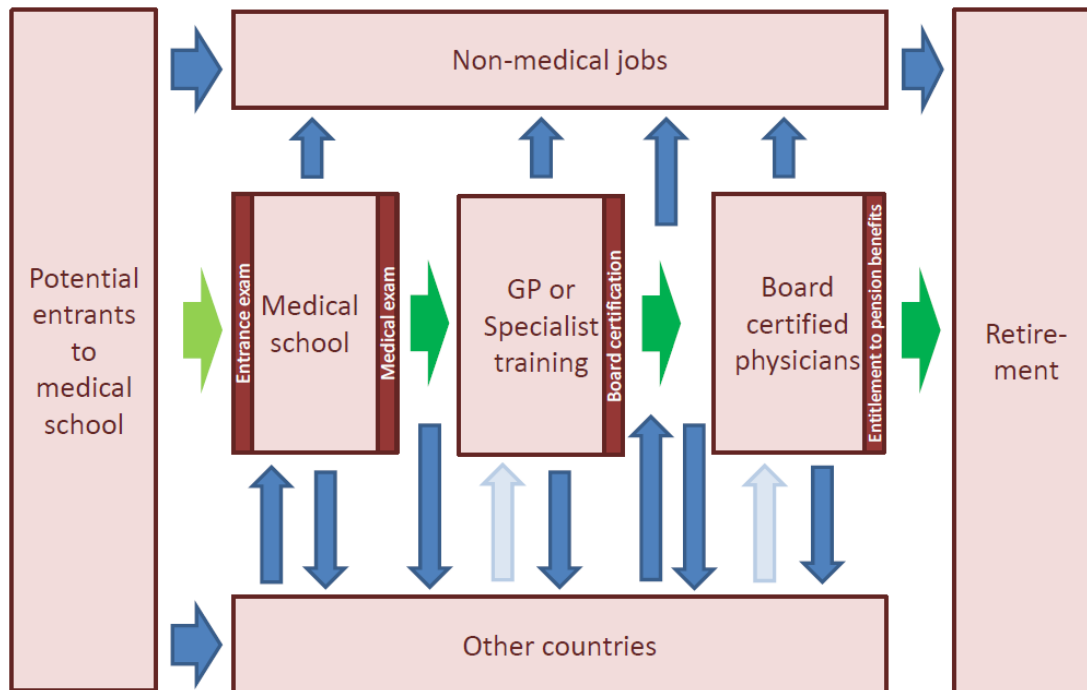 Non-medical jobs
Potential
entrants
to
medical
school
Entrance exam
Medical
school
Medical exam
GP or
Specialist
training
Board certification
Board
certified
physicians
Entitlement to pension benefits
Retire-
ment
Other countries